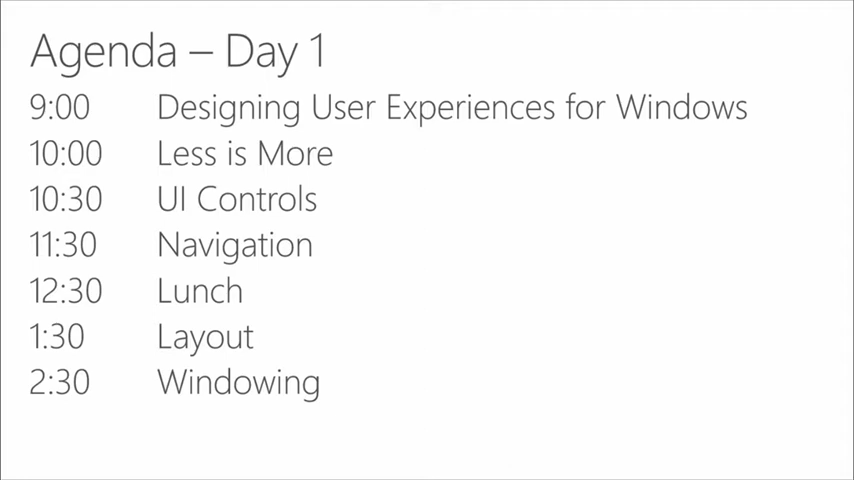 Agenda – Day 1
9:00 Designing User Experiences for Windows
10:00 Less is More
10:30 UI Controls
11:30 Navigation
12:30 Lunch
1:30 Layout
2:30 Windowing